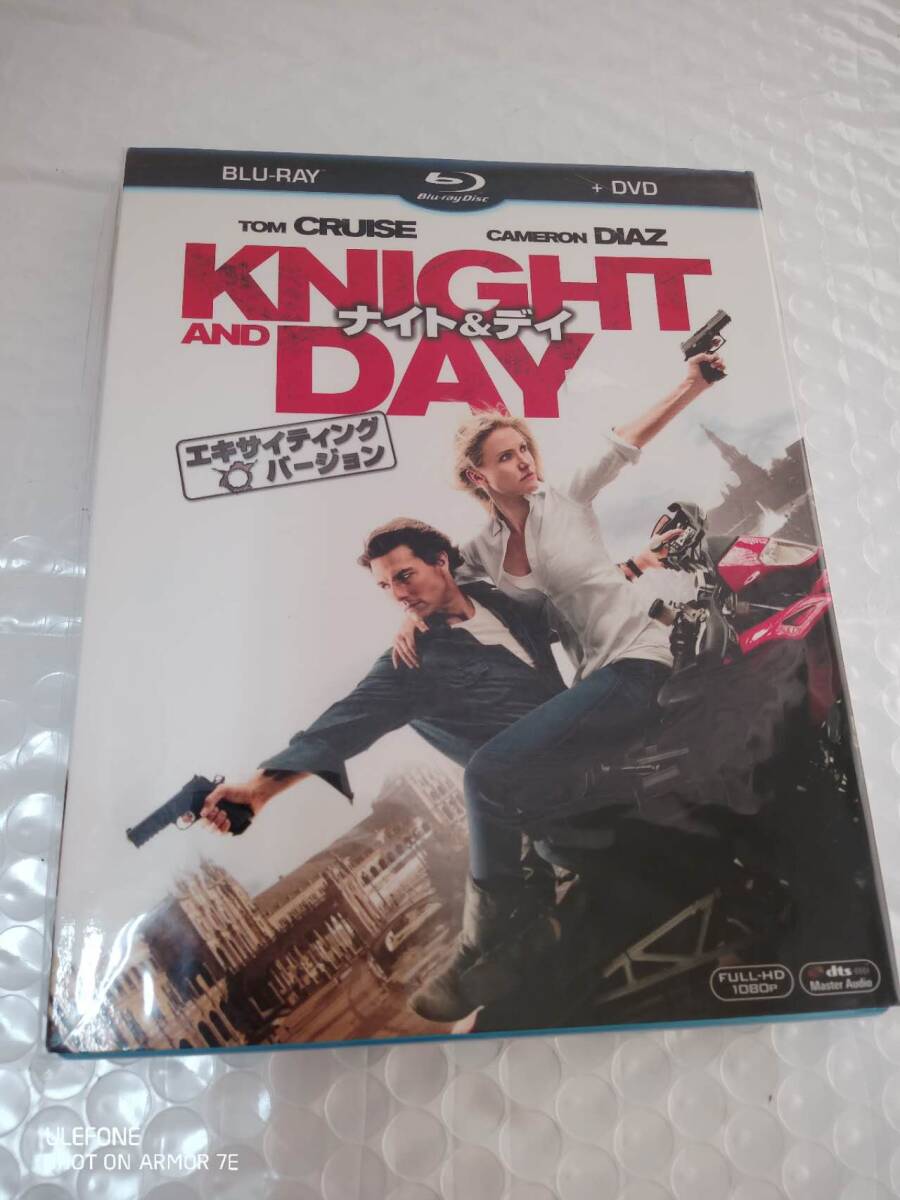 BLU-RAY™ Blu-ray Disc + DVD
TOM CRUISE CAMERON DIAZ
KNIGHT
ナイト&デイ
AND DAY
エキサイティング
バージョン
FULL-HD
1080P
dts
Master Audio
ULEFONE
SHOT ON ARMOR 7E